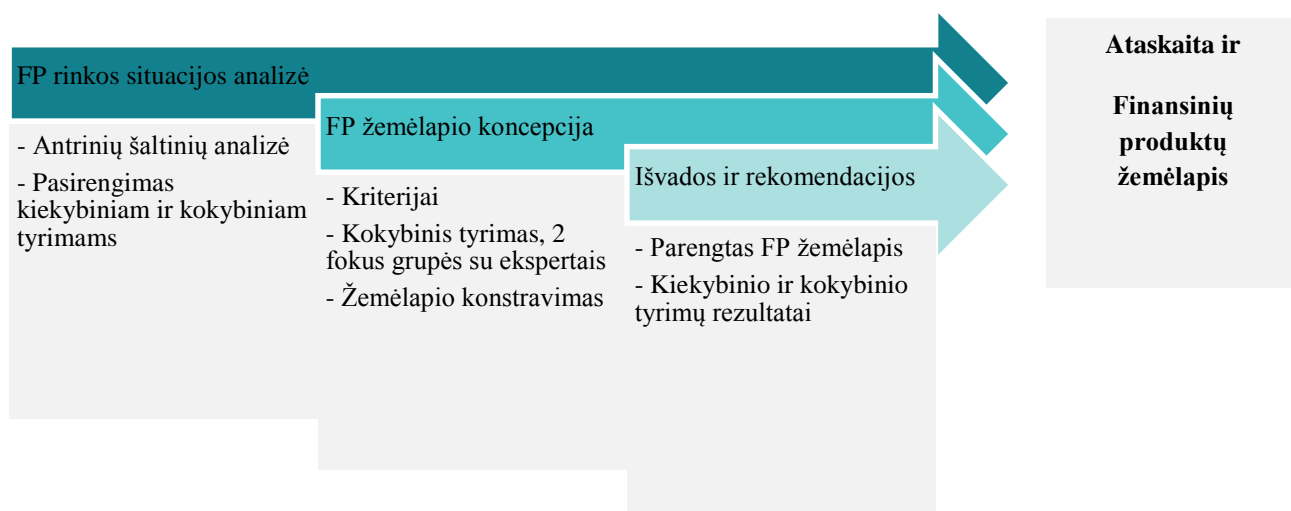 FP rinkos situacijos analizė
- Antrinių šaltinių analizė
- Pasirengimas
kiekybiniam ir kokybiniam
tyrimams
FP žemėlapio koncepcija
- Kriterijai
- Kokybinis tyrimas, 2
fokus grupės su ekspertais
- Žemėlapio konstravimas
Išvados ir rekomendacijos
- Parengtas FP žemėlapis
- Kiekybinio ir kokybinio
tyrimų rezultatai
Ataskaita ir
Finansinių
produktų
žemėlapis